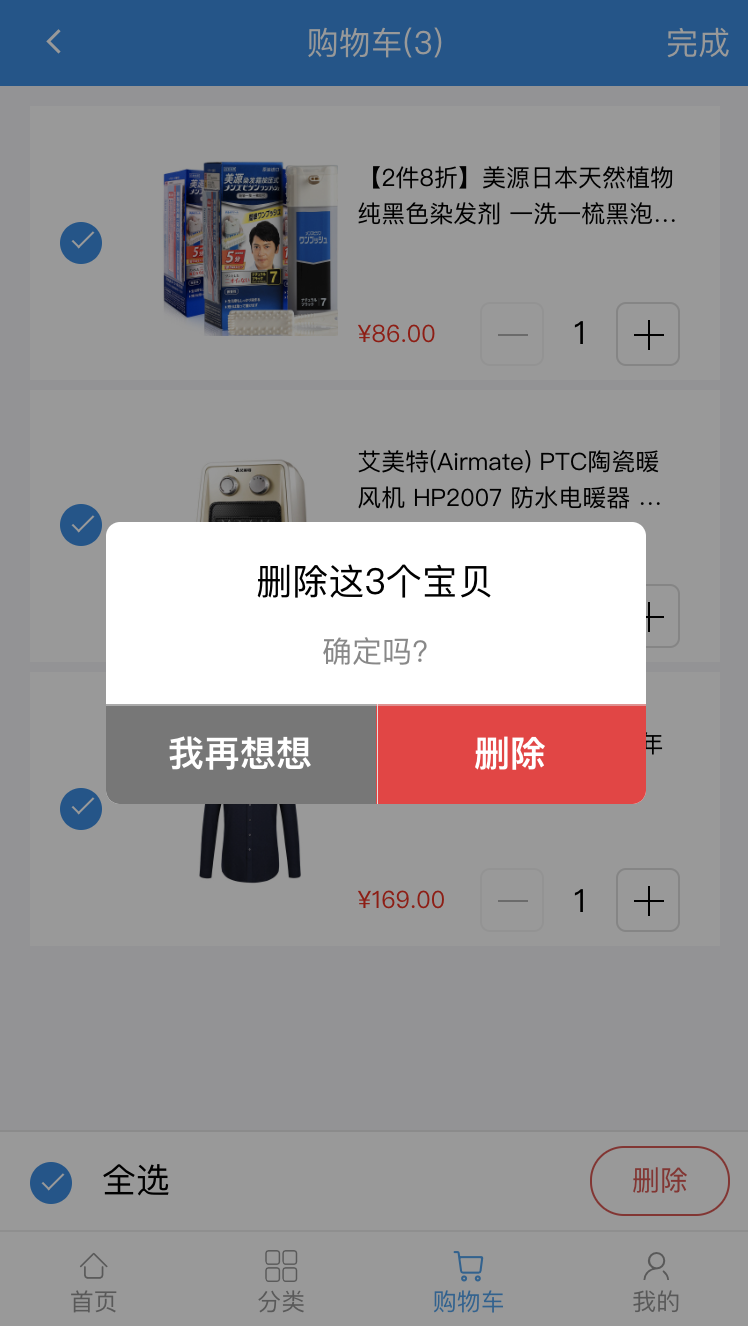 购物车(3)
完成
【2件8折】美源日本天然植物
纯黑色染发剂 一洗一梳黑泡...
¥86.00
1
艾美特(Airmate) PTC陶瓷暖
风机 HP2007 防水电暖器 ...
删除这3个宝贝
确定吗?
我再想想
删除
年
¥169.00
1
全选
删除
首页
分类
购物车
我的